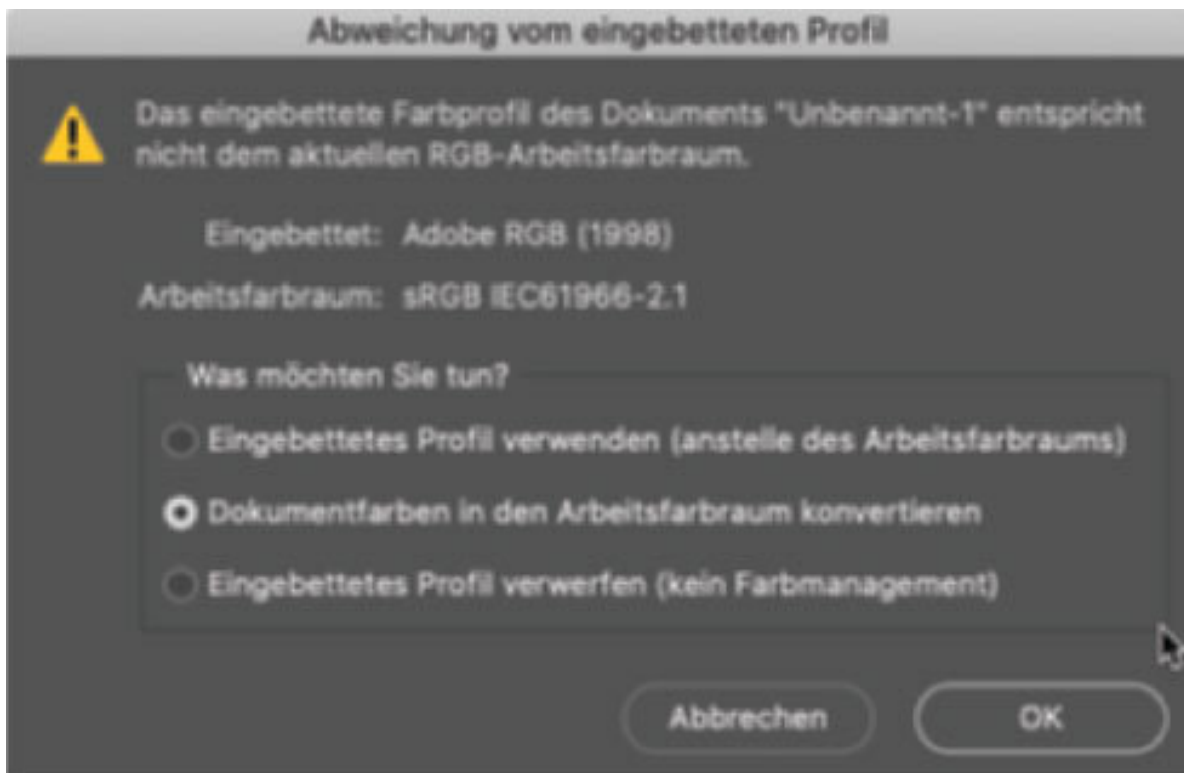 Abweichung vom eingebetteten Profil
Das eingebettete Farbprofil des Dokuments "Unbenannt-1" entspricht
nicht dem aktuellen RGB-Arbeitsfarbraum.
Eingebettet: Adobe RGB (1998)
Arbeitsfarbraum: sRGB IEC61966-2.1
Was möchten Sie tun?
Eingebettetes Profil verwenden (anstelle des Arbeitsfarbraums)
Dokumentfarben in den Arbeitsfarbraum konvertieren
Eingebettetes Profil verwerfen (kein Farbmanagement)
Abbrechen OK